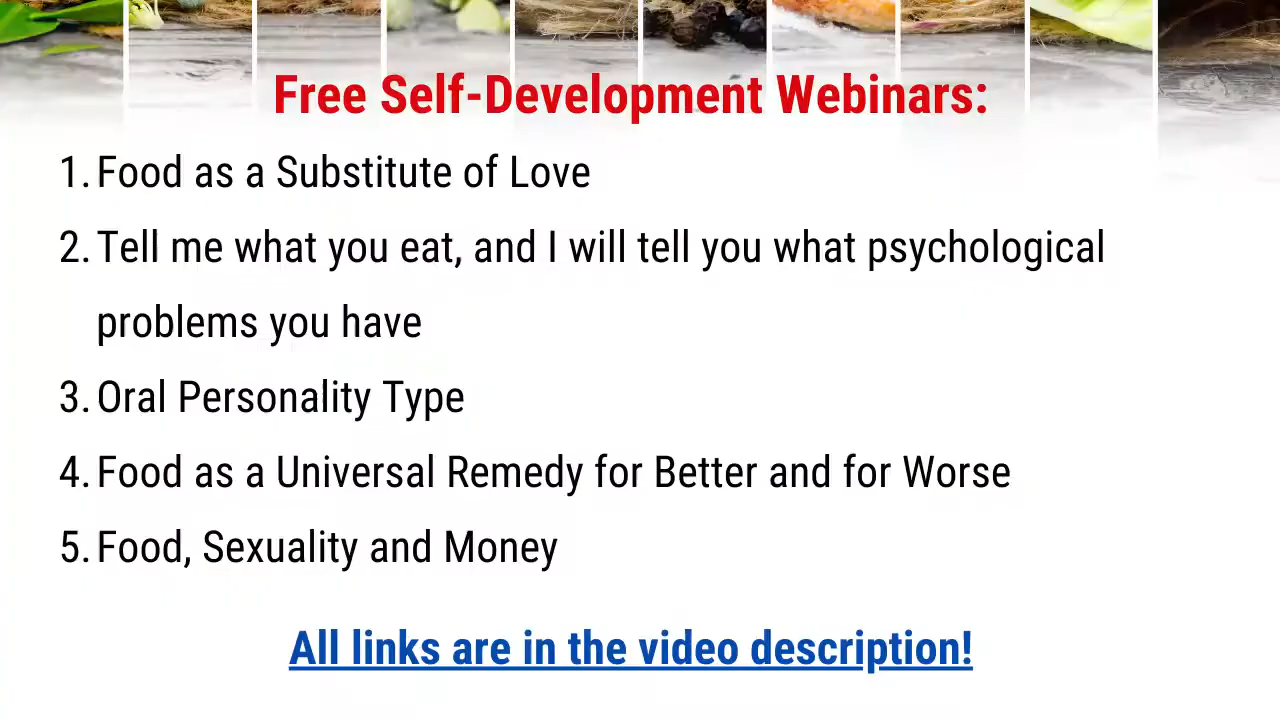 Free Self-Development Webinars:
1. Food as a Substitute of Love
2. Tell me what you eat, and I will tell you what psychological
problems you have
3. Oral Personality Type
4. Food as a Universal Remedy for Better and for Worse
5. Food, Sexuality and Money
All links are in the video description!